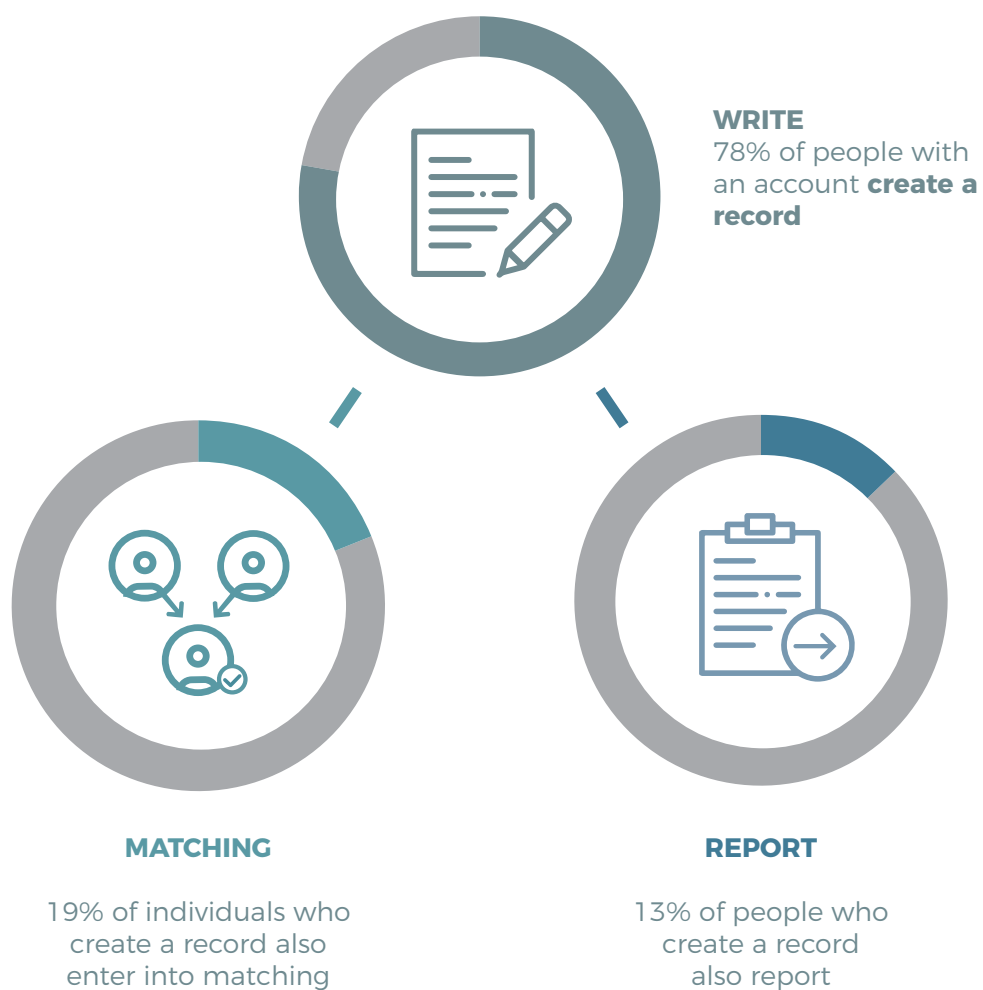 WRITE
78% of people with
an account create a
record
MATCHING
19% of individuals who
create a record also
enter into matching
REPORT
13% of people who
create a record
also report